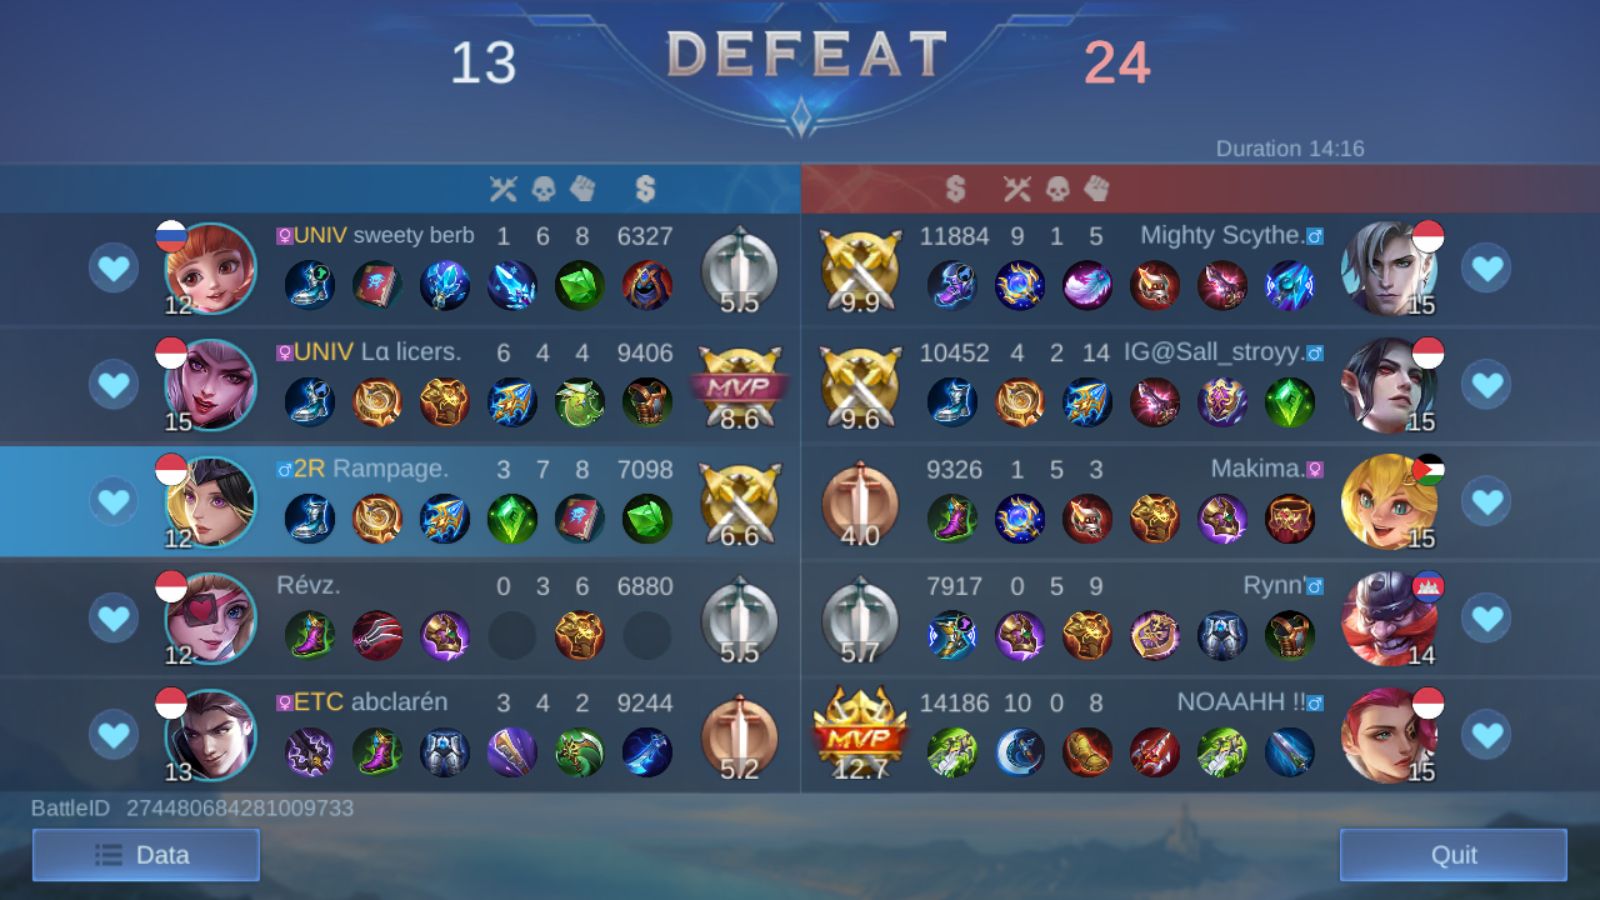 13 DEFEAT 24
Duration 14:16
UNIV sweety berb 1 6 8 6327
12 5.5
11884 9 1 5 Mighty Scythe.
9.9 15
UNIV Lα licers. 6 4 4 9406
15 MVP 8.6
10452 4 2 14 IG@Sall_stroyy.
9.6 15
2R Rampage. 3 7 8 7098
12 6.6
9326 1 5 3 Makima.
4.0 15
Révz. 0 3 6 6880
12 5.5
7917 0 5 9 Rynn'
5.7 14
ETC abclarén 3 4 2 9244
13 5.2
14186 10 0 8 NOAAHH !!
MVP 12.7 15
BattleID 274480684281009733
Data
Quit